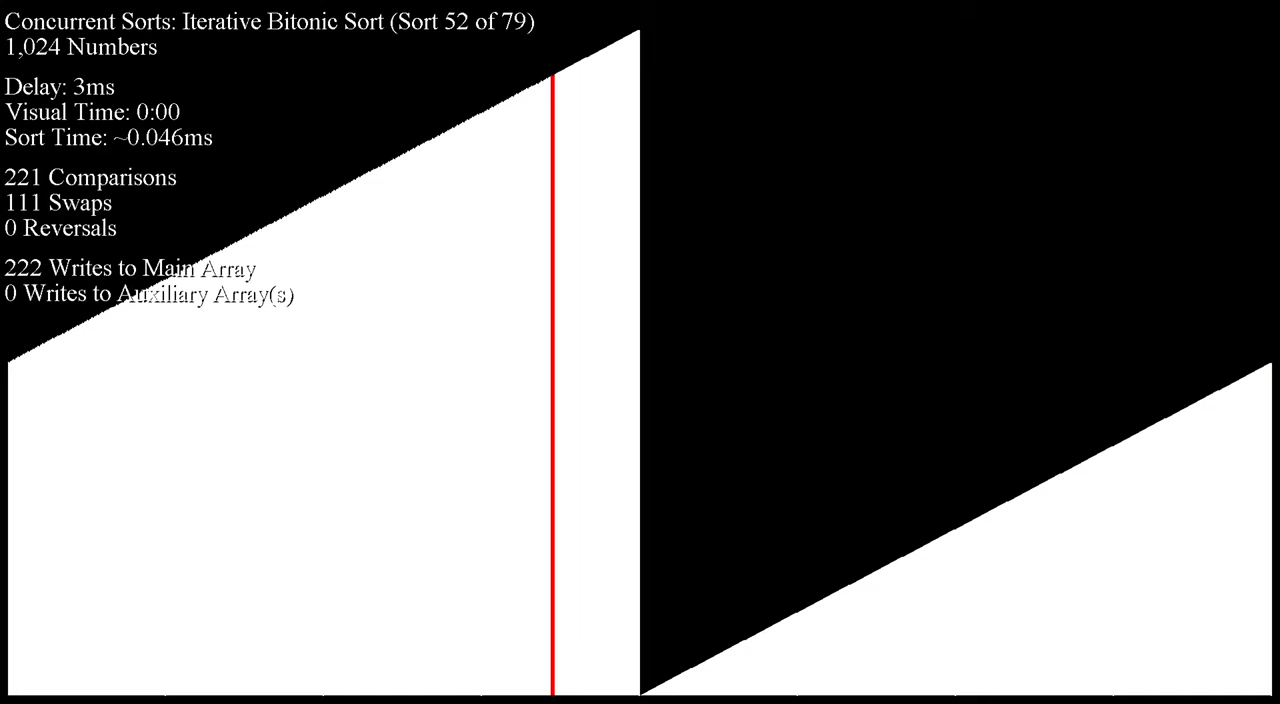 Concurrent Sorts: Iterative Bitonic Sort (Sort 52 of 79)
1,024 Numbers
Delay: 3ms
Visual Time: 0:00
Sort Time: ~0.046ms
221 Comparisons
111 Swaps
0 Reversals
222 Writes to Main Array
0 Writes to Auxiliary Array(s)